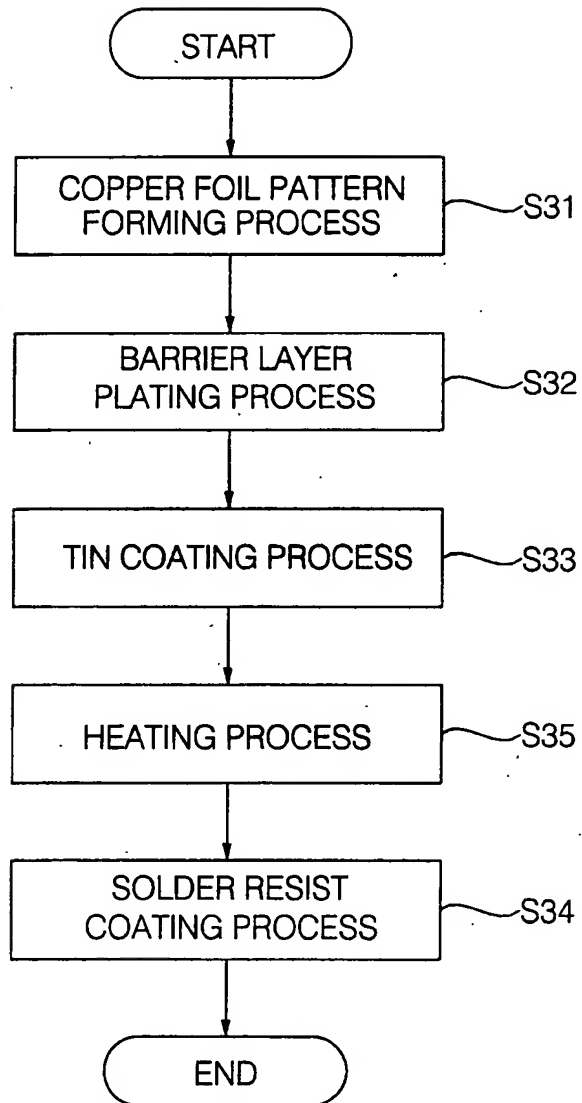 START
COPPER FOIL PATTERN
FORMING PROCESS
S31
BARRIER LAYER
PLATING PROCESS
S32
TIN COATING PROCESS
S33
HEATING PROCESS
S35
SOLDER RESIST
COATING PROCESS
S34
END